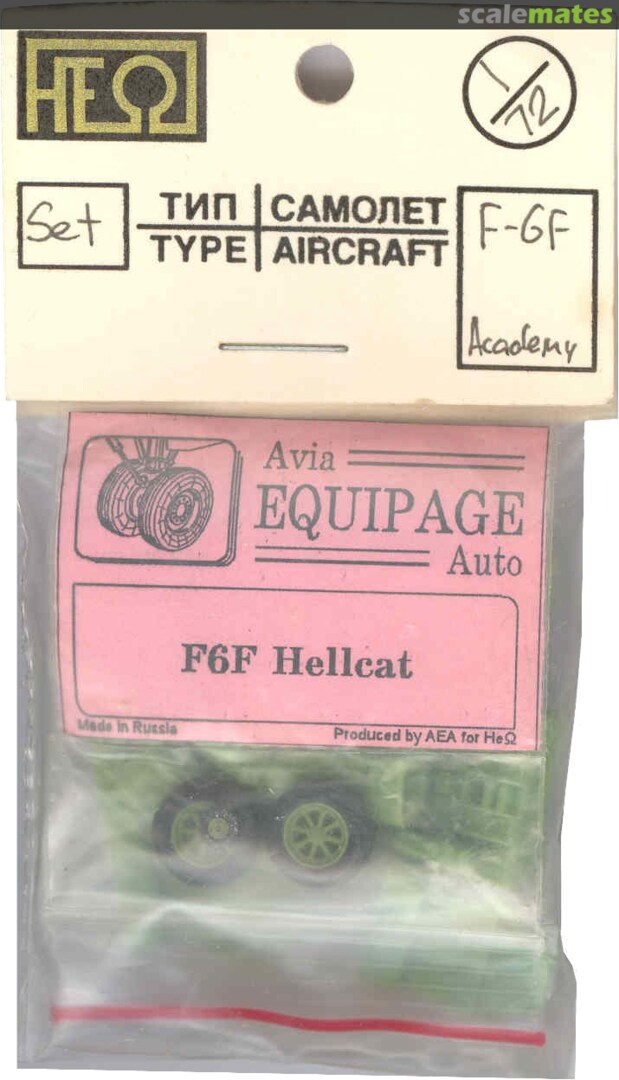 scalemates
НЕΩ
1/72
Set
ТИП
САМОЛЕТ
TYPE
AIRCRAFT
F-6F
Academy
Avia
EQUIPAGE
Auto
F6F Hellcat
Made in Russia
Produced by AEA for HeΩ